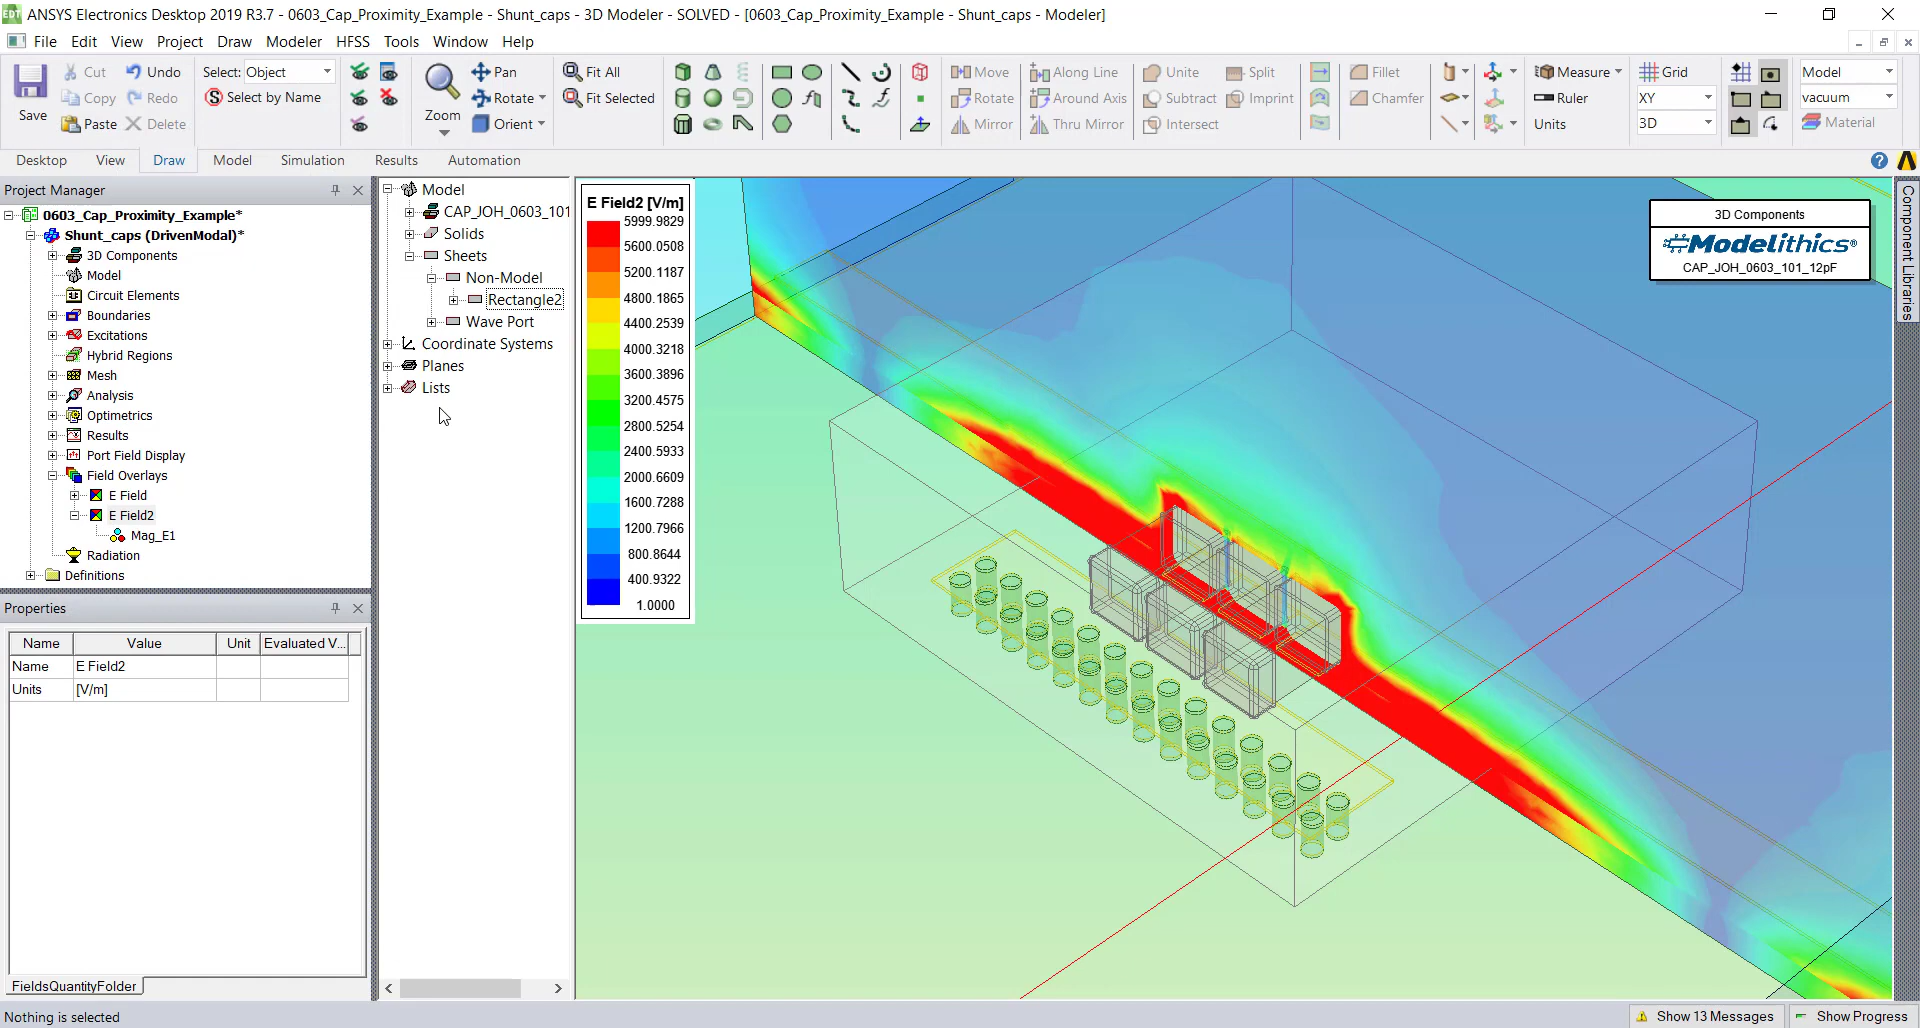 ANSYS Electronics Desktop 2019 R3.7 - 0603_Cap_Proximity_Example - Shunt_caps - 3D Modeler - SOLVED - [0603_Cap_Proximity_Example - Shunt_caps - Modeler]
File Edit View Project Draw Modeler HFSS Tools Window Help
Save
Cut
Copy
Paste
Undo
Redo
Delete
Select: Object
Select by Name
Zoom
Pan
Rotate
Orient
Fit All
Fit Selected
Move
Rotate
Mirror
Along Line
Around Axis
Thru Mirror
Unite
Subtract
Intersect
Split
Imprint
Fillet
Chamfer
Measure
Ruler
Units
Grid
XY
3D
Model
vacuum
Material
Desktop View Draw Model Simulation Results Automation
Project Manager
0603_Cap_Proximity_Example*
Shunt_caps (DrivenModal)*
3D Components
Model
Circuit Elements
Boundaries
Excitations
Hybrid Regions
Mesh
Analysis
Optimetrics
Results
Port Field Display
Field Overlays
E Field
E Field2
Mag_E1
Radiation
Definitions
Properties
Name Value Unit Evaluated V...
Name E Field2
Units [V/m]
FieldsQuantityFolder
Model
CAP_JOH_0603_101
Solids
Sheets
Non-Model
Rectangle2
Wave Port
Coordinate Systems
Planes
Lists
E Field2 [V/m]
5999.9829
5600.0508
5200.1187
4800.1865
4400.2539
4000.3218
3600.3896
3200.4575
2800.5254
2400.5933
2000.6609
1600.7288
1200.7966
800.8644
400.9322
1.0000
3D Components
Modelithics®
CAP_JOH_0603_101_12pF
Component Libraries
Nothing is selected
Show 13 Messages
Show Progress